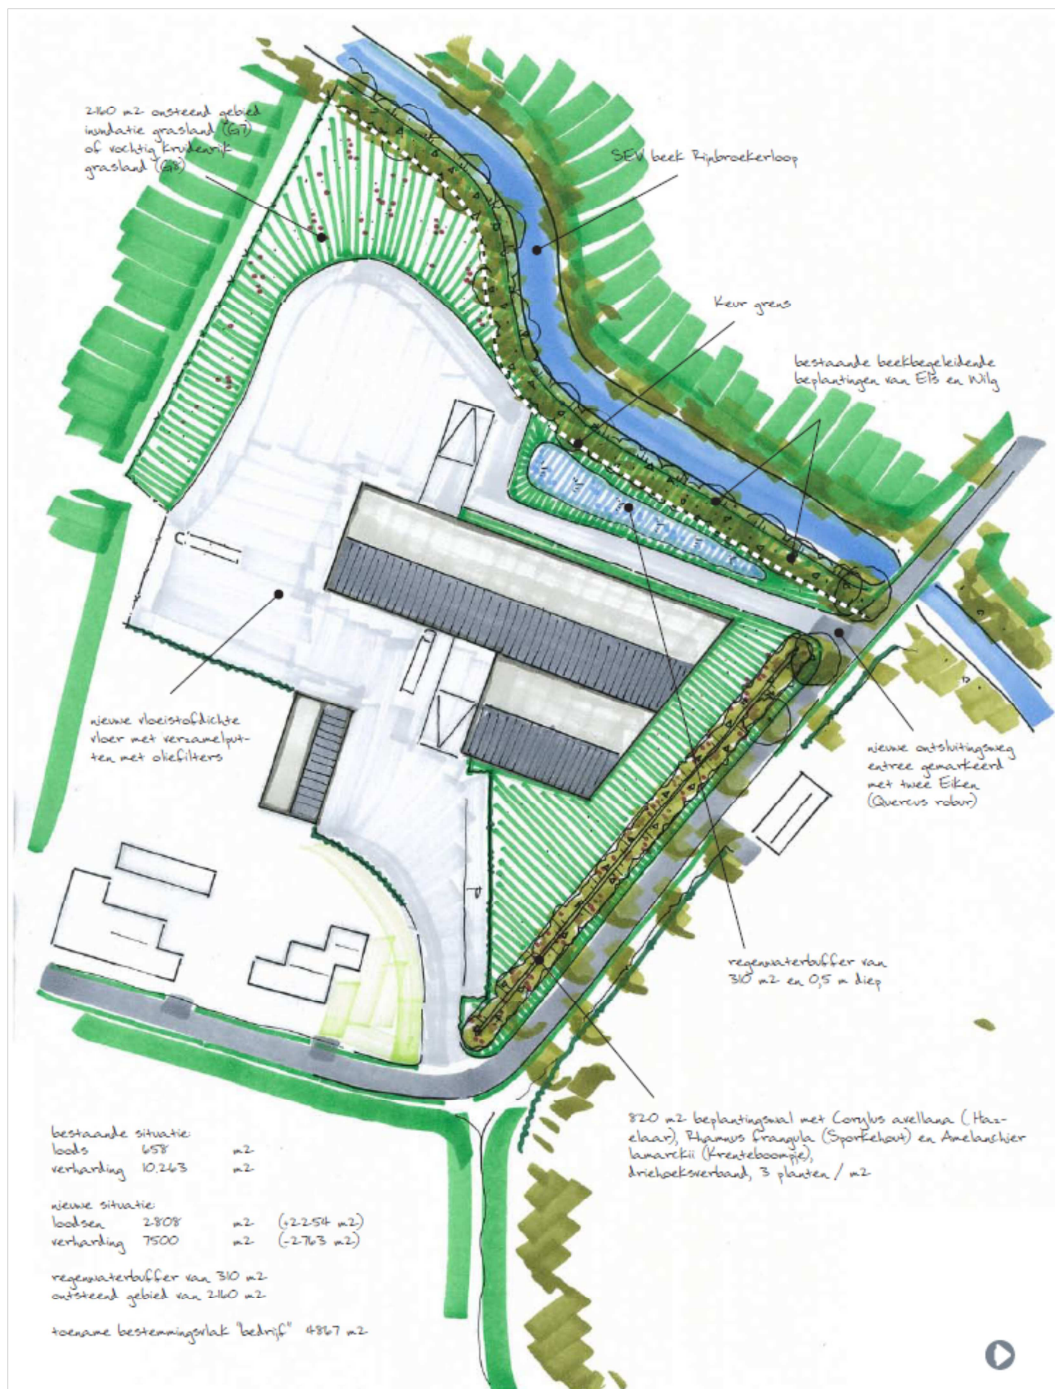 2160 m2 onsteend gebied
inundatie grasland (G7)
of vochtig kruidenrijk
grasland (G8)
SEV beek Rijnbroekerloop
Keur grens
bestaande beekbegeleidende
beplantingen van Els en Wilg
nieuwe vloeistofdichte
vloer met verzamelput-
ten met oliefilters
nieuwe ontsluitingsweg
entree gemarkeerd
met twee Eiken
(Quercus robur)
regenwaterbuffer van
310 m2 en 0,5 m diep
820 m2 beplantingswal met Corylus avellana (Haz-
elaar), Rhamnus frangula (Sporkehout) en Amelanchier
lamarckii (Krenteboompje),
driehoeksverband, 3 planten / m2
bestaande situatie:
loods 658 m2
verharding 10.263 m2
nieuwe situatie:
loodsen 2808 m2 (+2254 m2)
verharding 7500 m2 (-2763 m2)
regenwaterbuffer van 310 m2
ontsteend gebied van 2160 m2
toename bestemmingsvlak "bedrijf" 4867 m2